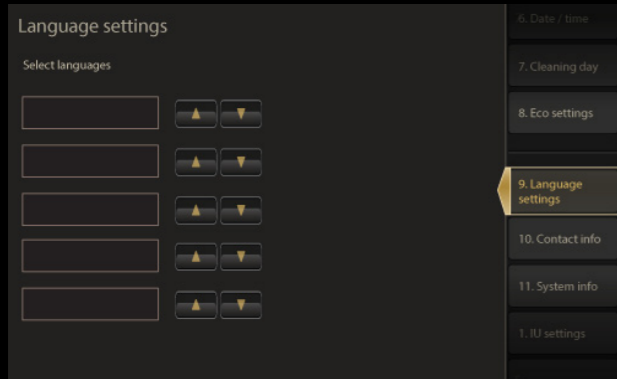 Language settings
Select languages
6. Date / time
7. Cleaning day
8. Eco settings
9. Language
settings
10. Contact info
11. System info
1. IU settings